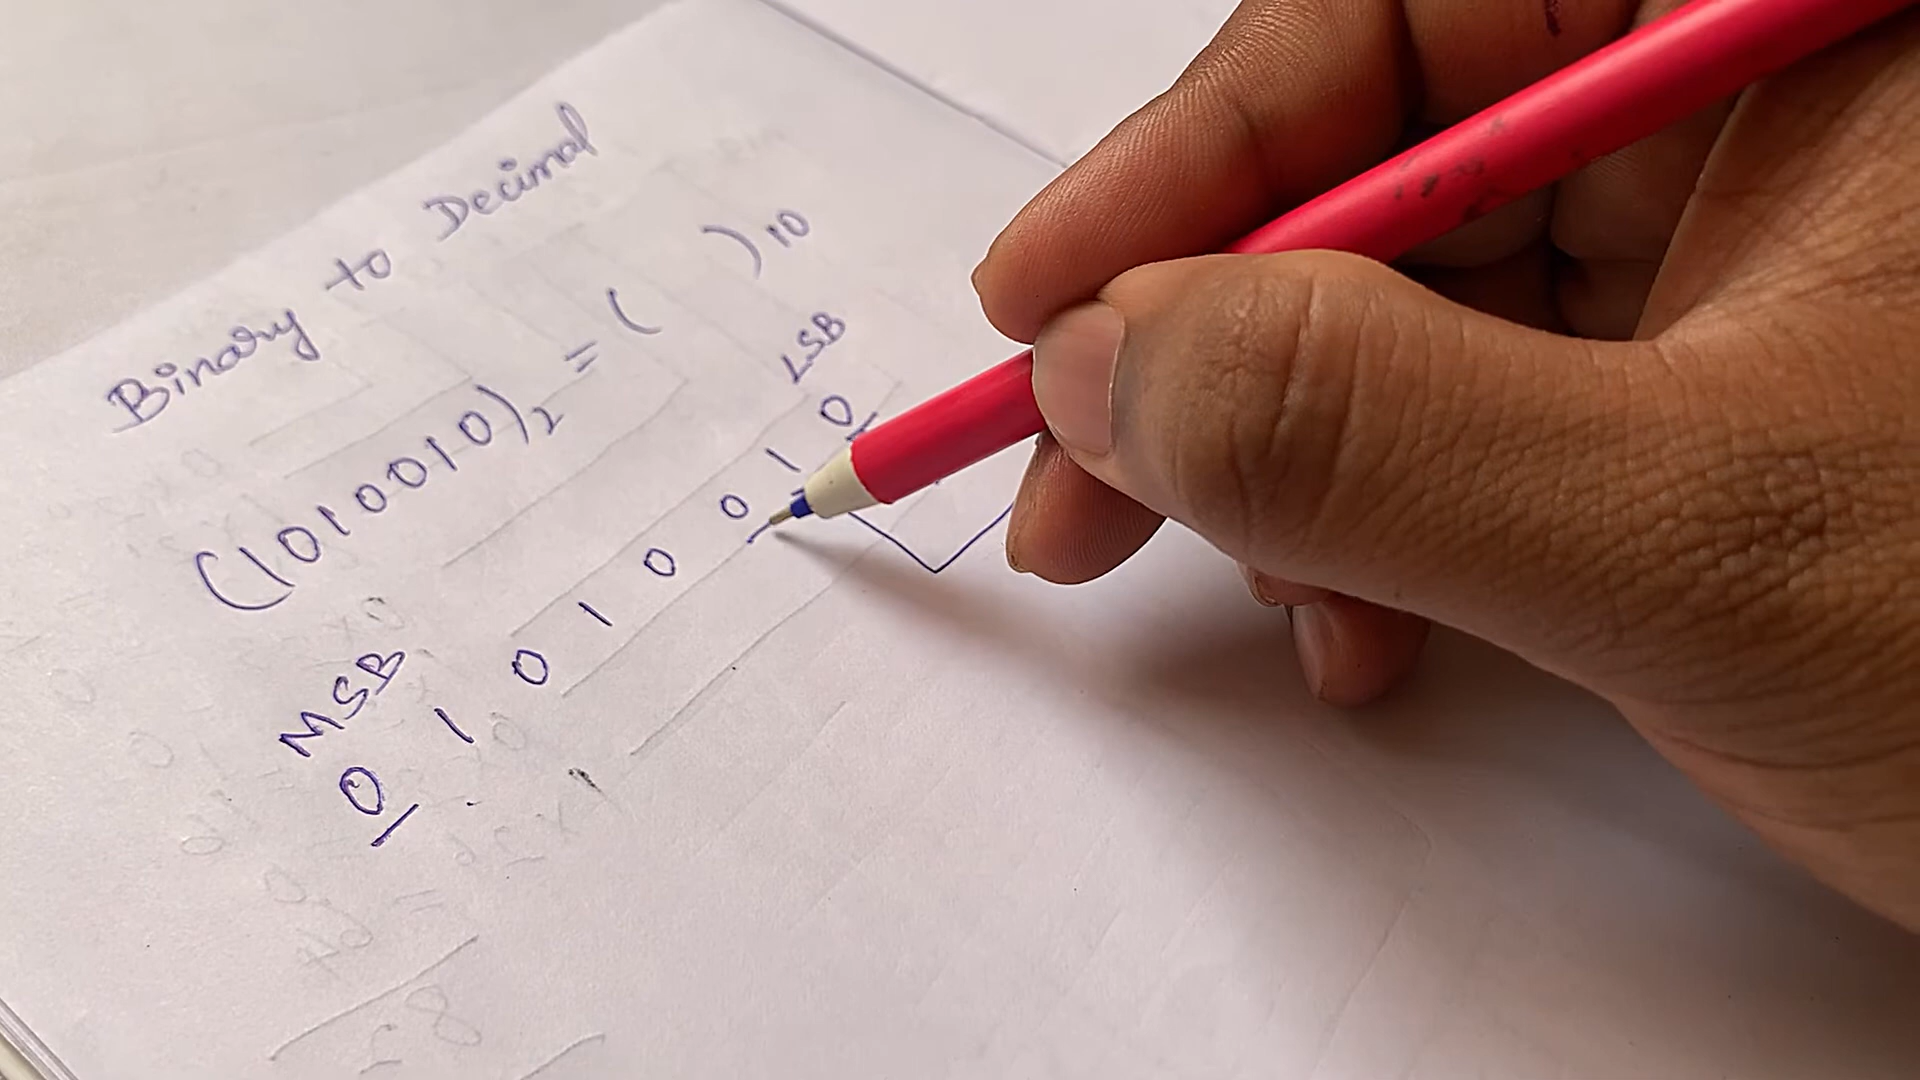 Binary to Decimal
(1010010)2 = ( )10
MSB LSB
0 1 0 1 0 0 1 0